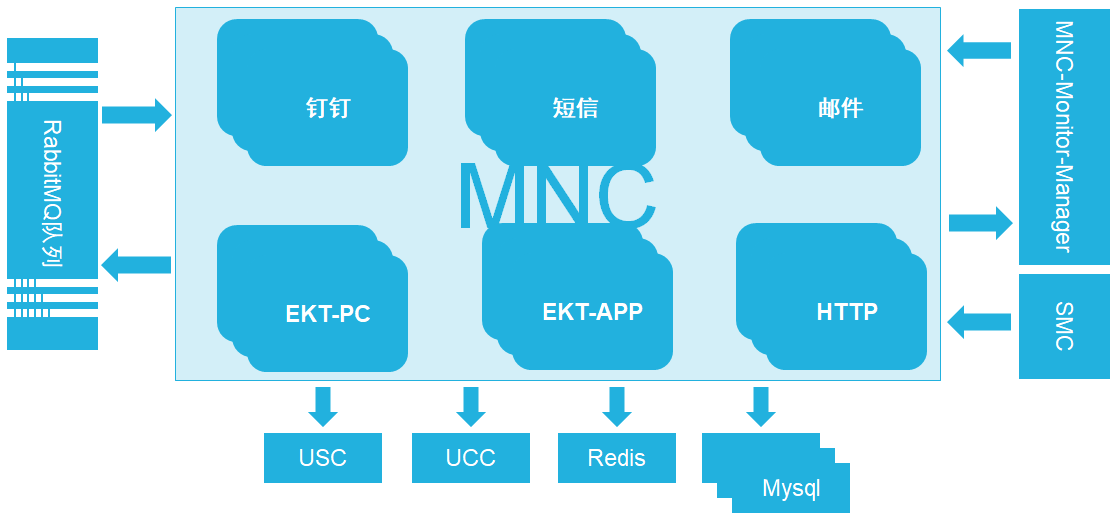 RabbitMQ队列
钉钉
短信
邮件
MNC
EKT-PC
EKT-APP
HTTP
MNC-Monitor-Manager
SMC
USC
UCC
Redis
Mysql